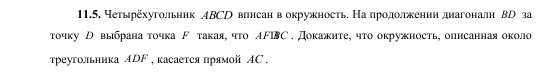 11.5. Четырёхугольник ABCD вписан в окружность. На продолжении диагонали BD за
точку D выбрана точка F такая, что AF BC . Докажите, что окружность, описанная около
треугольника ADF , касается прямой AC .